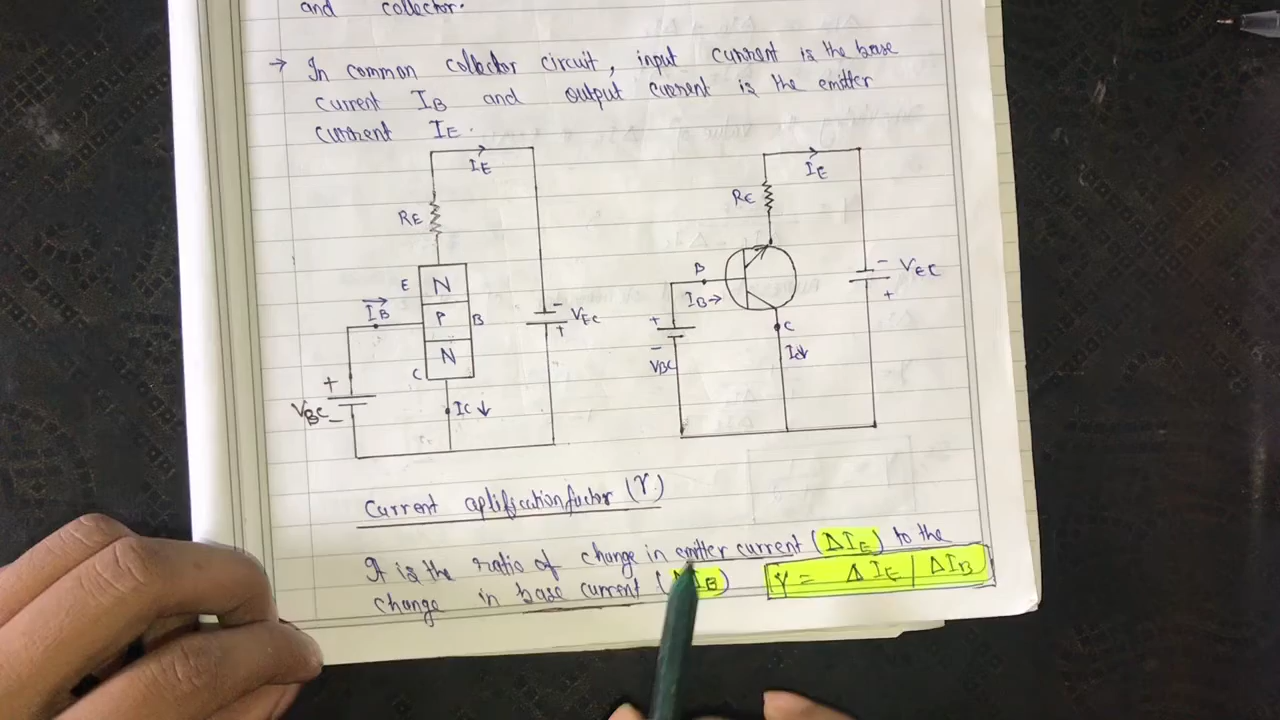 and collector.
→ In common collector circuit, input current is the base
current IB and output current is the emitter
current IE.
IE
RE
E N
IB
P B
N
C
- VEC
+
+
VBC
-
IC ↓
IE
RE
B
IB→
- VEC
+
+
-
VBC
C
Current aplification factor (γ)
It is the ratio of change in emitter current (ΔIE) to the
change in base current (ΔIB) γ = ΔIE / ΔIB